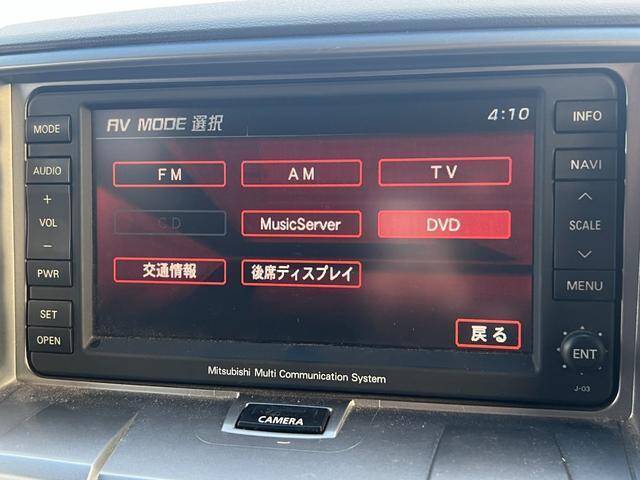 AV MODE 選択 4:10
FM AM TV
CD MusicServer DVD
交通情報 後席ディスプレイ
戻る
MODE
AUDIO
+
VOL
−
PWR
SET
OPEN
INFO
NAVI
SCALE
MENU
ENT
J-03
Mitsubishi Multi Communication System
CAMERA